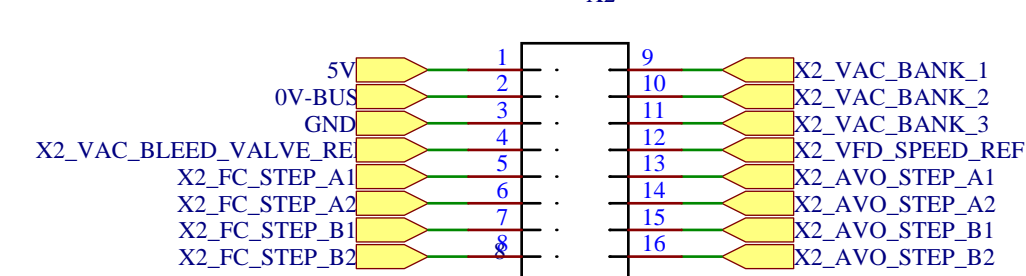 5V 1 9 X2_VAC_BANK_1
0V-BUS 2 10 X2_VAC_BANK_2
GND 3 11 X2_VAC_BANK_3
X2_VAC_BLEED_VALVE_RE 4 12 X2_VFD_SPEED_REF
X2_FC_STEP_A1 5 13 X2_AVO_STEP_A1
X2_FC_STEP_A2 6 14 X2_AVO_STEP_A2
X2_FC_STEP_B1 7 15 X2_AVO_STEP_B1
X2_FC_STEP_B2 8 16 X2_AVO_STEP_B2